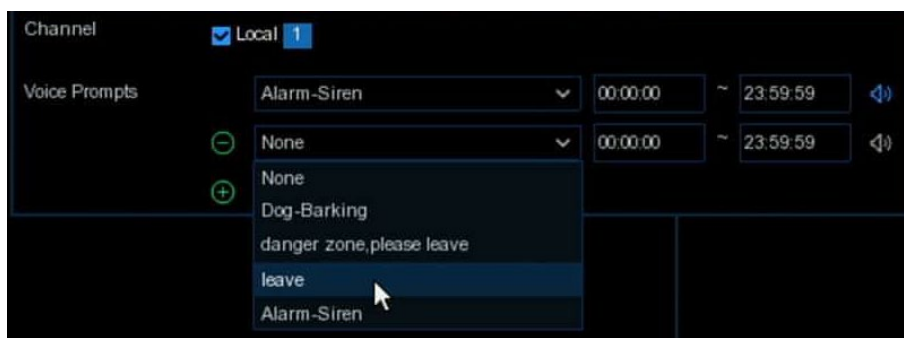 Channel Local 1
Voice Prompts Alarm-Siren 00:00:00 ~ 23:59:59
None 00:00:00 ~ 23:59:59
None
Dog-Barking
danger zone,please leave
leave
Alarm-Siren